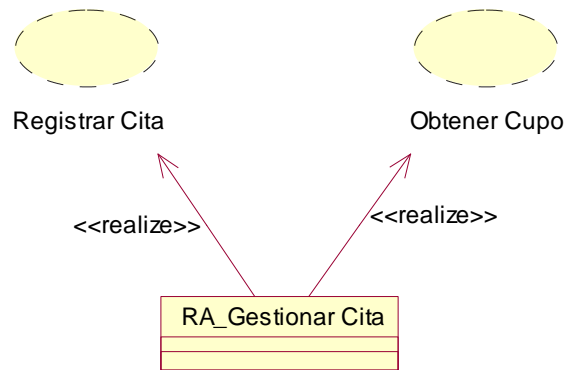 Registrar Cita
Obtener Cupo
<<realize>>
<<realize>>
RA_Gestionar Cita